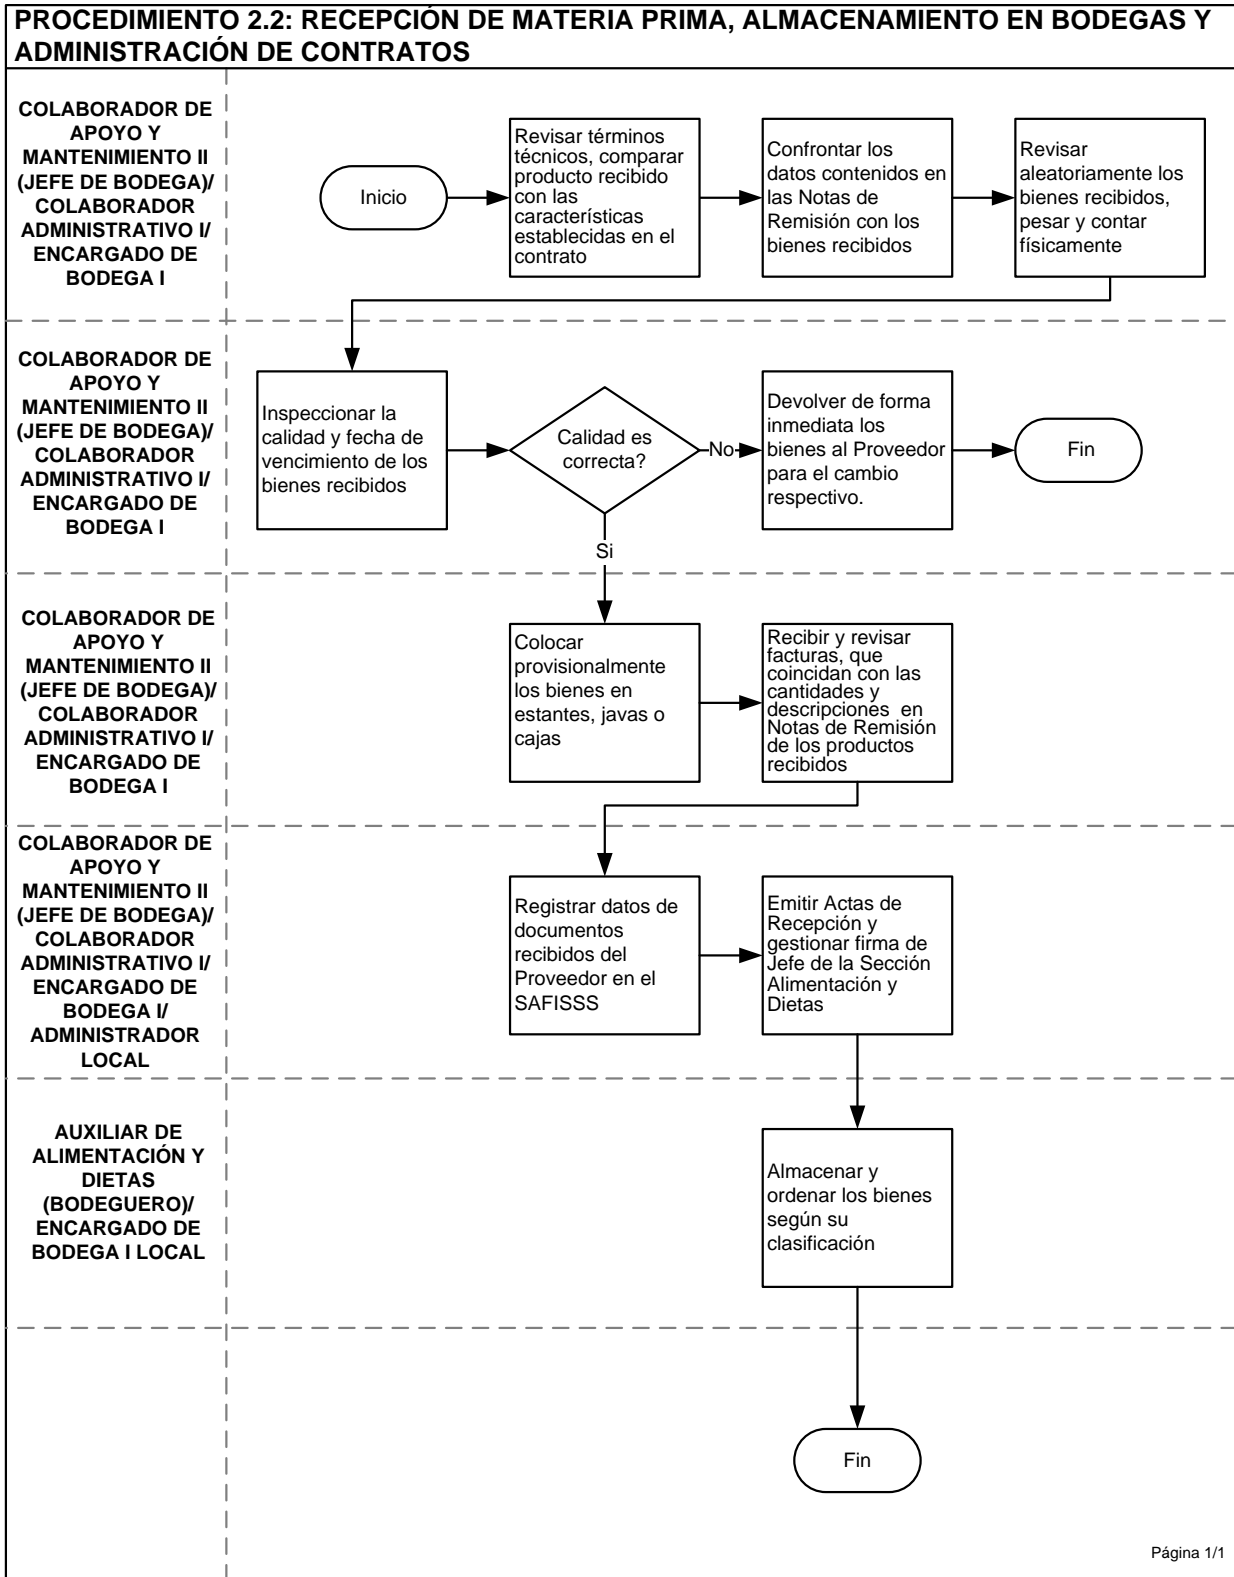 PROCEDIMIENTO 2.2: RECEPCIÓN DE MATERIA PRIMA, ALMACENAMIENTO EN BODEGAS Y
ADMINISTRACIÓN DE CONTRATOS
COLABORADOR DE
APOYO Y
MANTENIMIENTO II
(JEFE DE BODEGA)/
COLABORADOR
ADMINISTRATIVO I/
ENCARGADO DE
BODEGA I
Inicio
Revisar términos
técnicos, comparar
producto recibido
con las
características
establecidas en el
contrato
Confrontar los
datos contenidos en
las Notas de
Remisión con los
bienes recibidos
Revisar
aleatoriamente los
bienes recibidos,
pesar y contar
físicamente
COLABORADOR DE
APOYO Y
MANTENIMIENTO II
(JEFE DE BODEGA)/
COLABORADOR
ADMINISTRATIVO I/
ENCARGADO DE
BODEGA I
Inspeccionar la
calidad y fecha de
vencimiento de los
bienes recibidos
Calidad es
correcta?
No
Devolver de forma
inmediata los
bienes al Proveedor
para el cambio
respectivo.
Fin
Si
COLABORADOR DE
APOYO Y
MANTENIMIENTO II
(JEFE DE BODEGA)/
COLABORADOR
ADMINISTRATIVO I/
ENCARGADO DE
BODEGA I
Colocar
provisionalmente
los bienes en
estantes, javas o
cajas
Recibir y revisar
facturas, que
coincidan con las
cantidades y
descripciones en
Notas de Remisión
de los productos
recibidos
COLABORADOR DE
APOYO Y
MANTENIMIENTO II
(JEFE DE BODEGA)/
COLABORADOR
ADMINISTRATIVO I/
ENCARGADO DE
BODEGA I/
ADMINISTRADOR
LOCAL
Registrar datos de
documentos
recibidos del
Proveedor en el
SAFISSS
Emitir Actas de
Recepción y
gestionar firma de
Jefe de la Sección
Alimentación y
Dietas
AUXILIAR DE
ALIMENTACIÓN Y
DIETAS
(BODEGUERO)/
ENCARGADO DE
BODEGA I LOCAL
Almacenar y
ordenar los bienes
según su
clasificación
Fin
Página 1/1